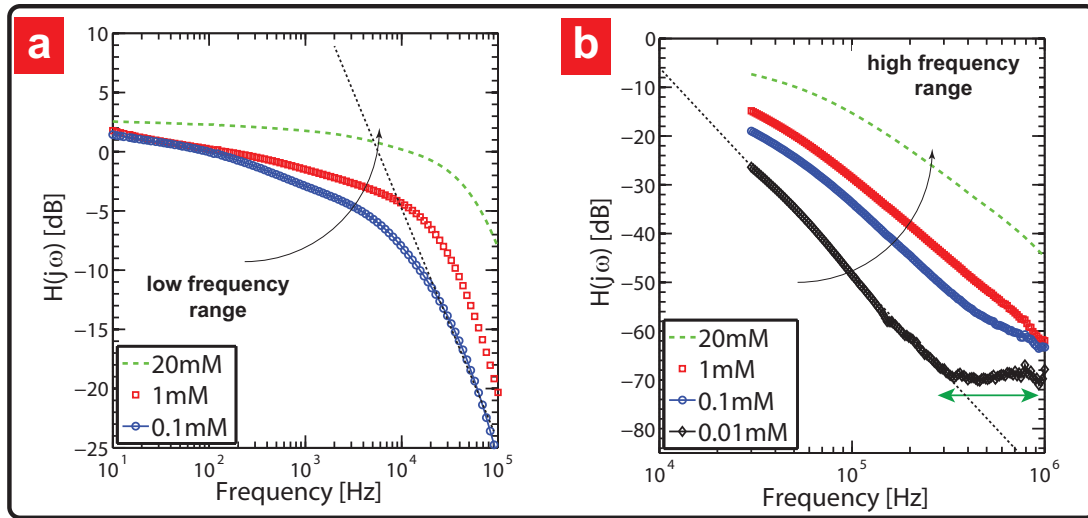 a
10
5
0
−5
−10
−15
−20
−25
H(jω) [dB]
low frequency
range
20mM
1mM
0.1mM
10¹
10²
10³
10⁴
10⁵
Frequency [Hz]
b
0
−10
−20
−30
−40
−50
−60
−70
−80
H(jω) [dB]
high frequency
range
20mM
1mM
0.1mM
0.01mM
10⁴
10⁵
10⁶
Frequency [Hz]